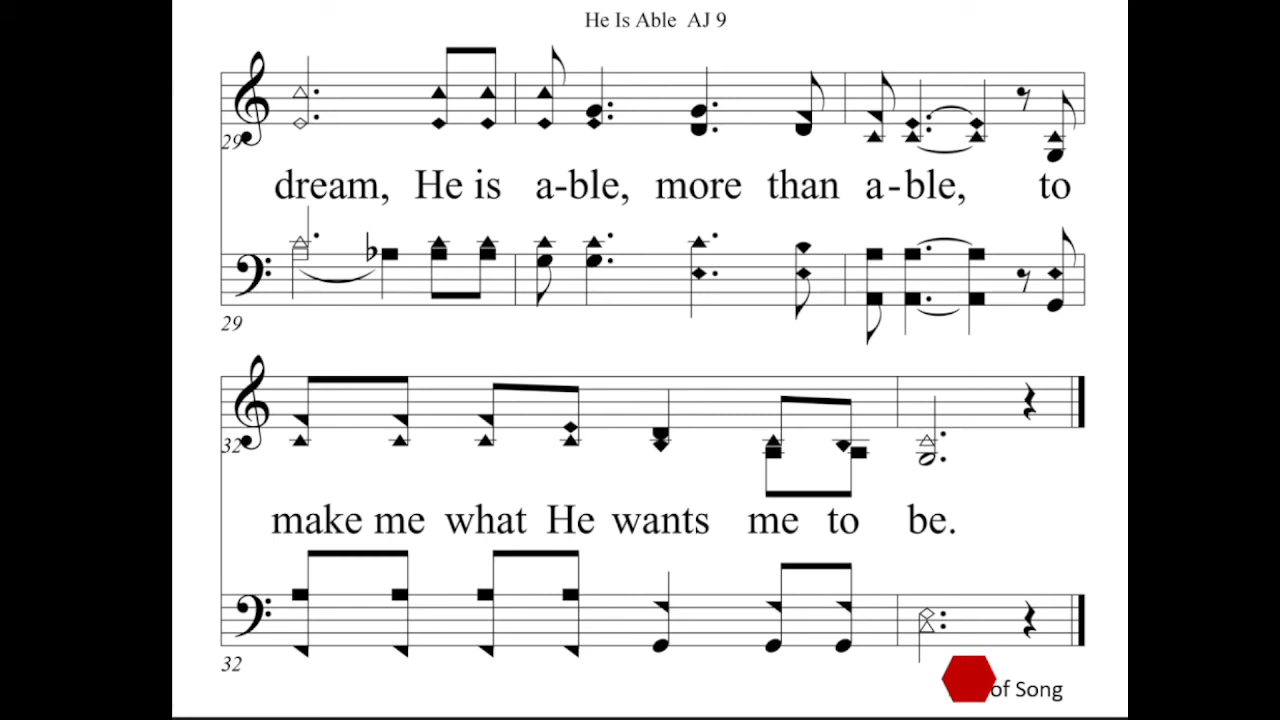 He Is Able AJ 9
29
dream, He is a-ble, more than a-ble, to
29
32
make me what He wants me to be.
32
of Song